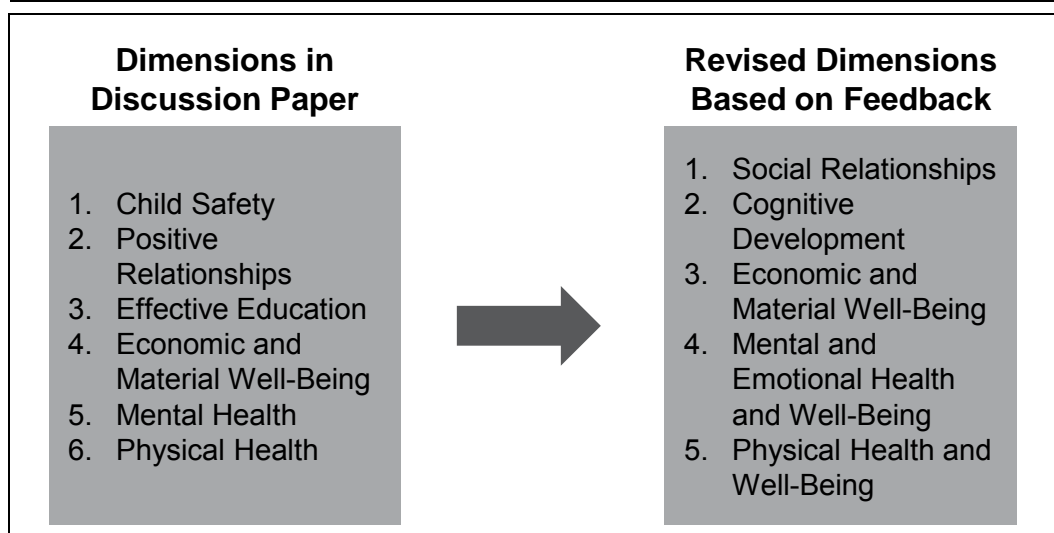 Dimensions in
Discussion Paper
1. Child Safety
2. Positive
Relationships
3. Effective Education
4. Economic and
Material Well-Being
5. Mental Health
6. Physical Health
Revised Dimensions
Based on Feedback
1. Social Relationships
2. Cognitive
Development
3. Economic and
Material Well-Being
4. Mental and
Emotional Health
and Well-Being
5. Physical Health and
Well-Being